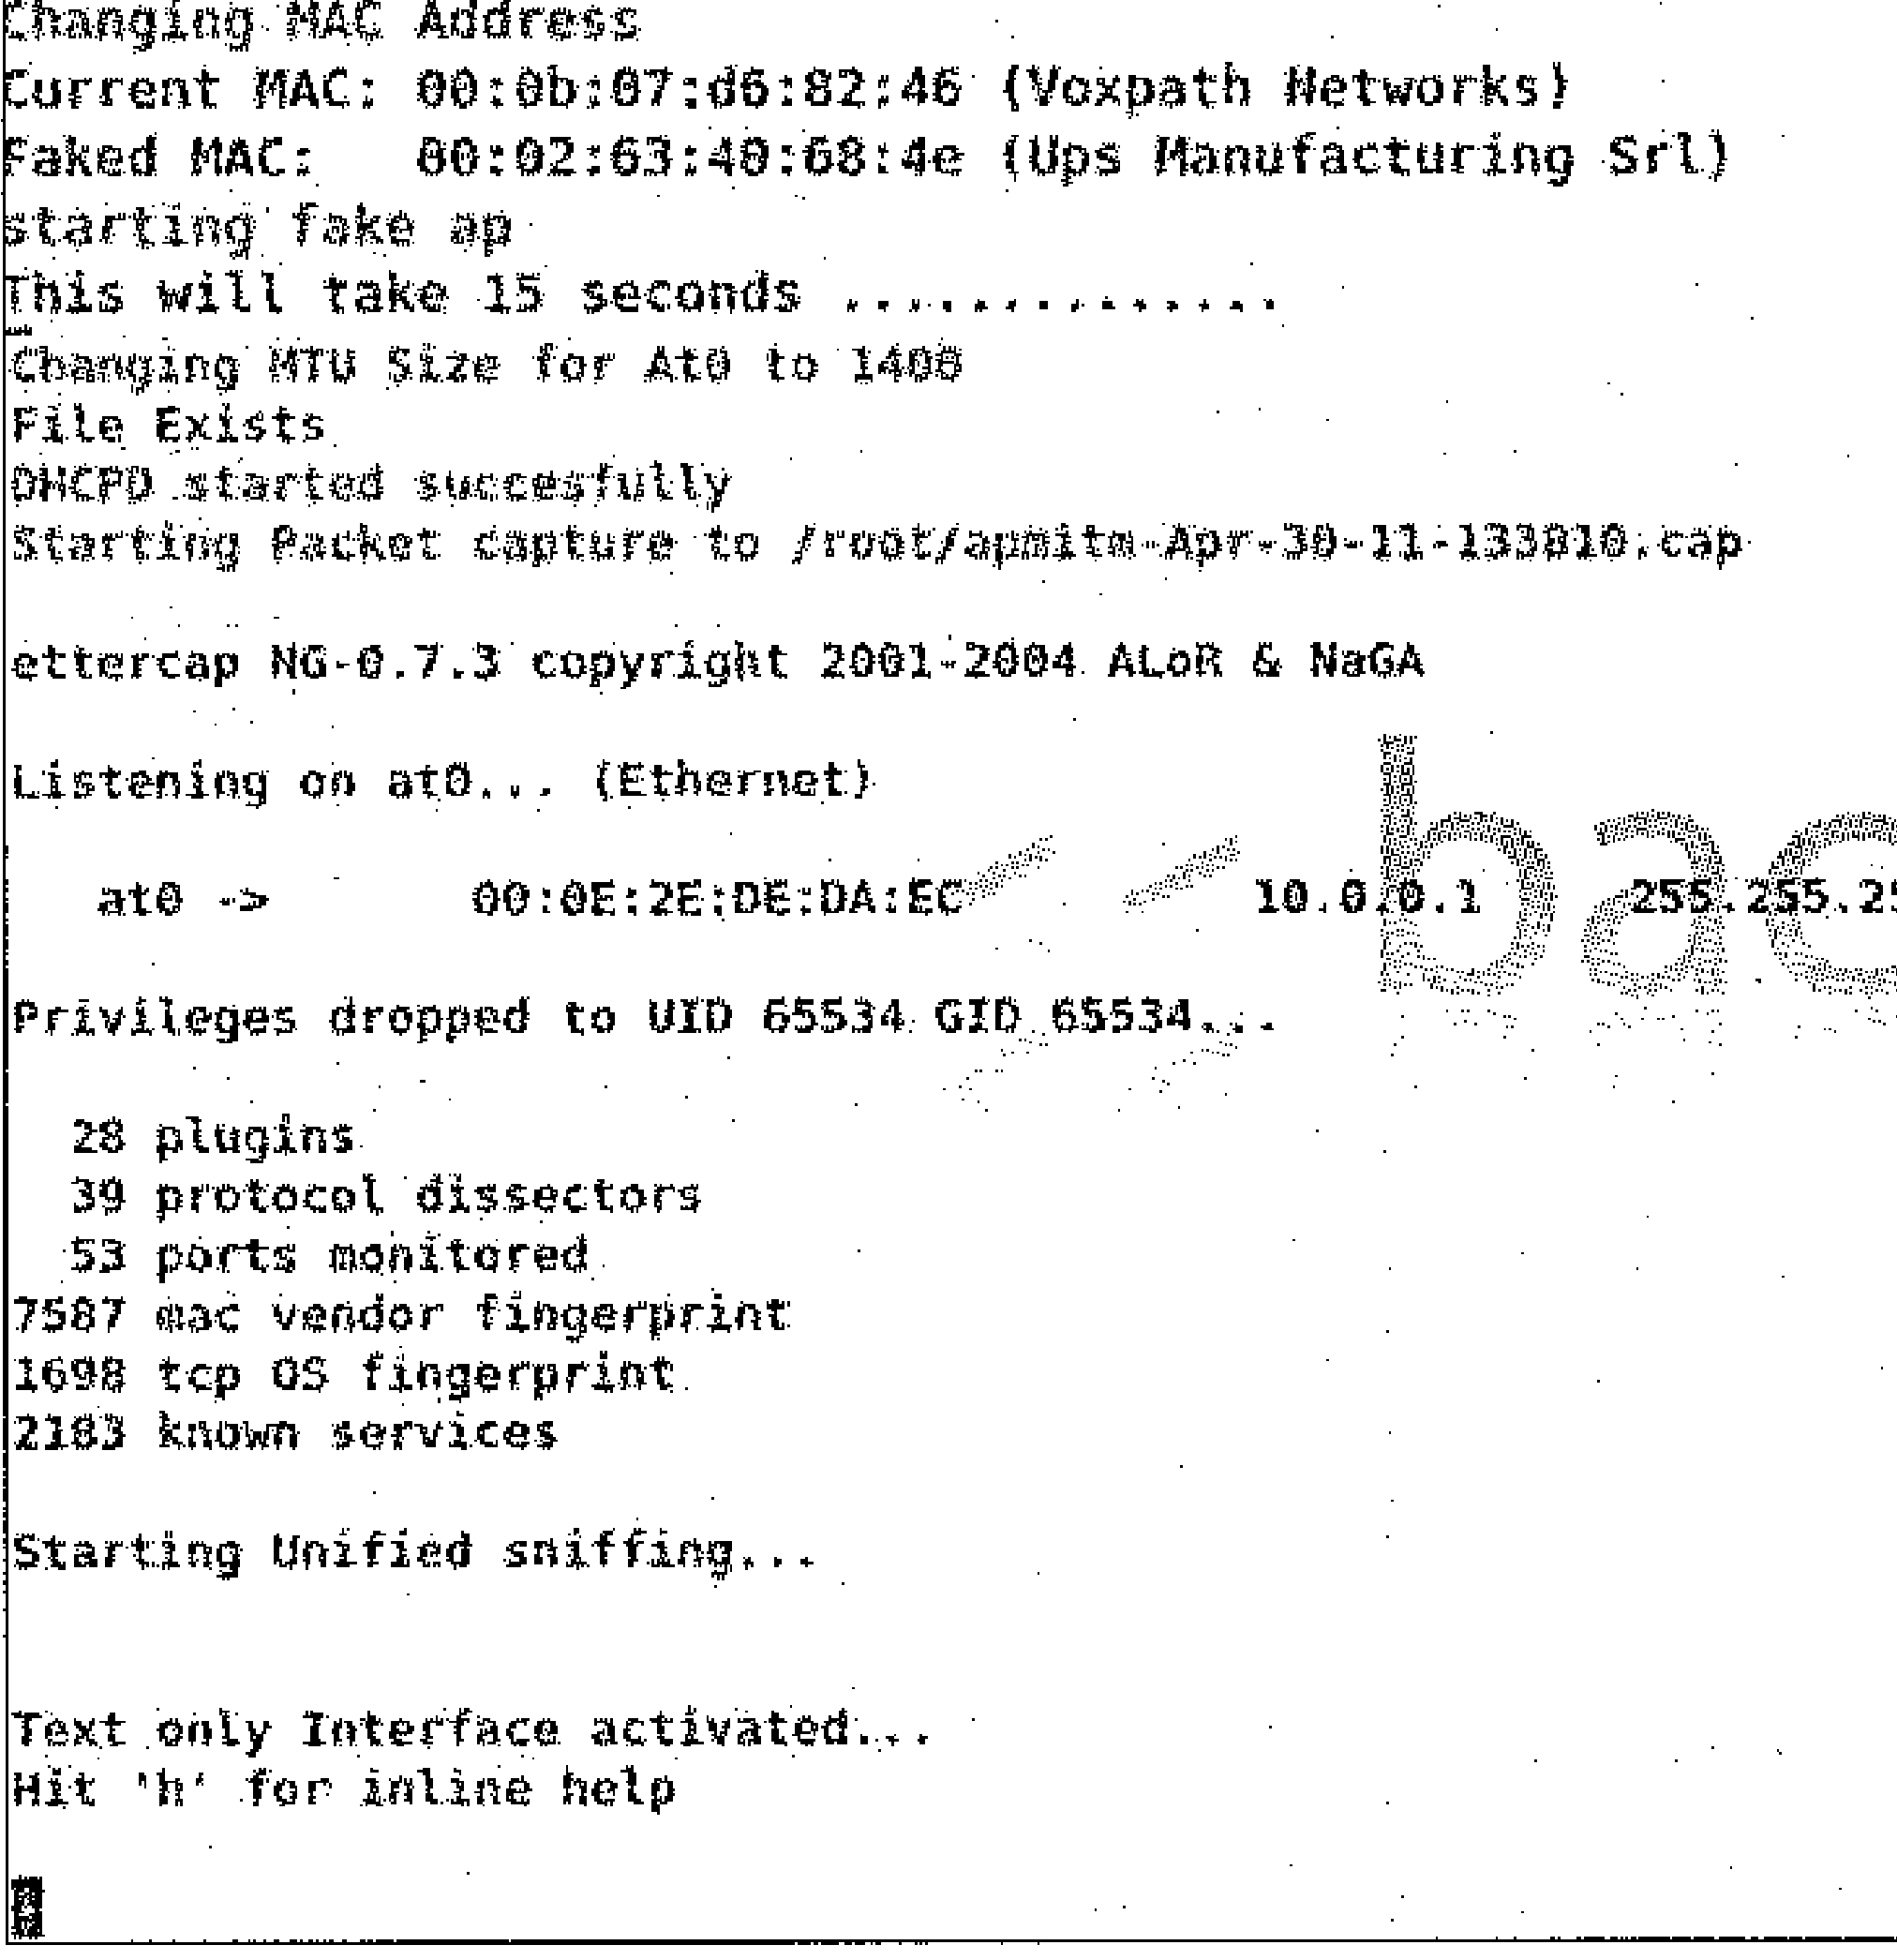 Changing MAC Address
Current MAC: 00:0b:07:d6:82:46 (Voxpath Networks)
Faked MAC:   00:02:63:40:68:4e (Ups Manufacturing Srl)
starting fake ap
This will take 15 seconds ..............
Changing MTU Size for At0 to 1400
File Exists
DHCPD started succesfully
Starting Packet capture to /root/apmitm-Apr-30-11-133810.cap
ettercap NG-0.7.3 copyright 2001-2004 ALoR & NaGA
Listening on at0... (Ethernet)
at0 ->       00:0E:2E:DE:DA:EC          10.0.0.1     255.255.25
bac
Privileges dropped to UID 65534 GID 65534...
28 plugins
39 protocol dissectors
53 ports monitored
7587 mac vendor fingerprint
1698 tcp OS fingerprint
2183 known services
Starting Unified sniffing...
Text only Interface activated...
Hit 'h' for inline help